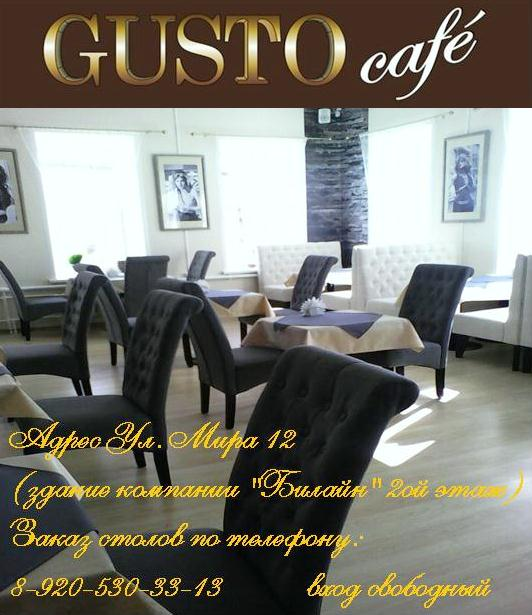 GUSTO café
Адрес Ул. Мира 12
(здание компании "Билайн" 2ой этаж)
Заказ столов по телефону:
8-920-530-33-13 вход свободный